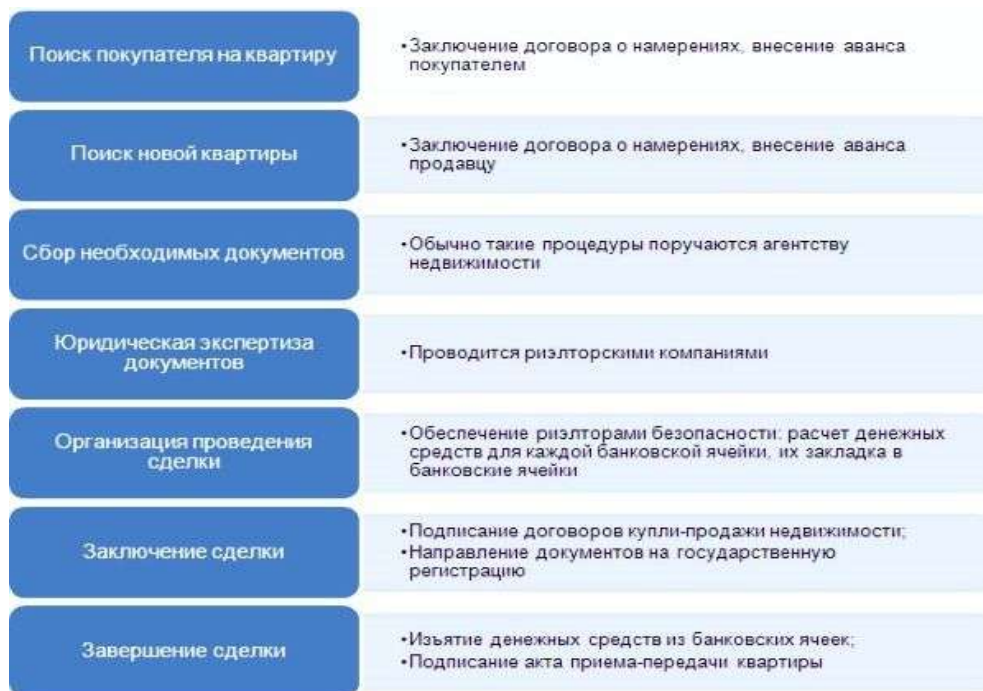 Поиск покупателя на квартиру
•Заключение договора о намерениях, внесение аванса
покупателем
Поиск новой квартиры
•Заключение договора о намерениях, внесение аванса
продавцу
Сбор необходимых документов
•Обычно такие процедуры поручаются агентству
недвижимости
Юридическая экспертиза
документов
•Проводится риэлторскими компаниями
Организация проведения
сделки
•Обеспечение риэлторами безопасности: расчет денежных
средств для каждой банковской ячейки, их закладка в
банковские ячейки
Заключение сделки
•Подписание договоров купли-продажи недвижимости;
•Направление документов на государственную
регистрацию
Завершение сделки
•Изъятие денежных средств из банковских ячеек;
•Подписание акта приема-передачи квартиры